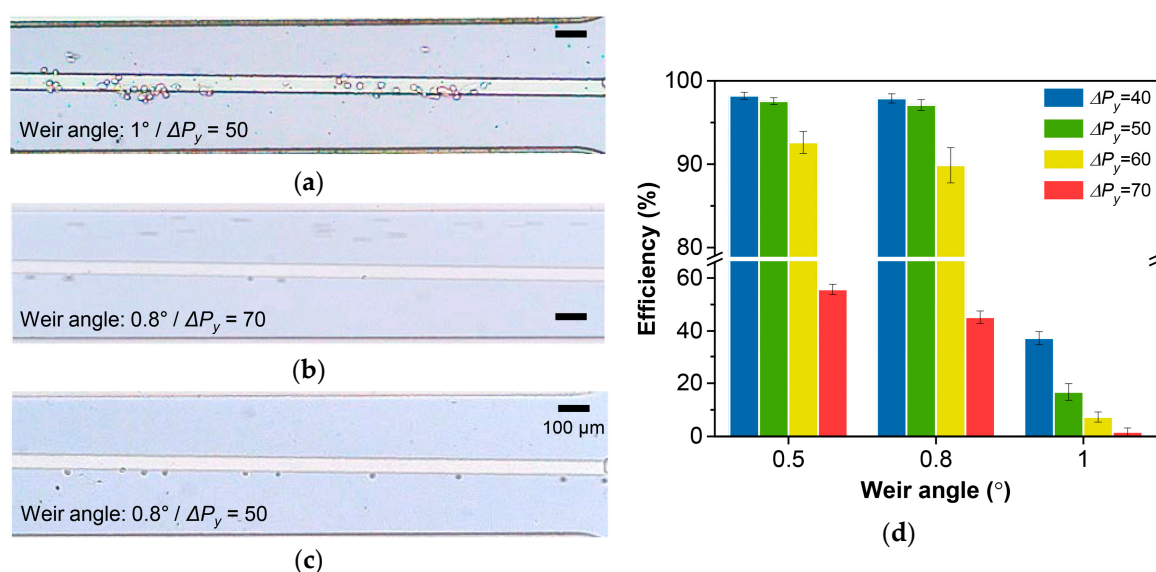 Weir angle: 1° / ΔPy = 50
(a)
Weir angle: 0.8° / ΔPy = 70
(b)
100 μm
Weir angle: 0.8° / ΔPy = 50
(c)
Efficiency (%)
100
90
80
60
40
20
0
ΔPy=40
ΔPy=50
ΔPy=60
ΔPy=70
0.5
0.8
1
Weir angle (°)
(d)